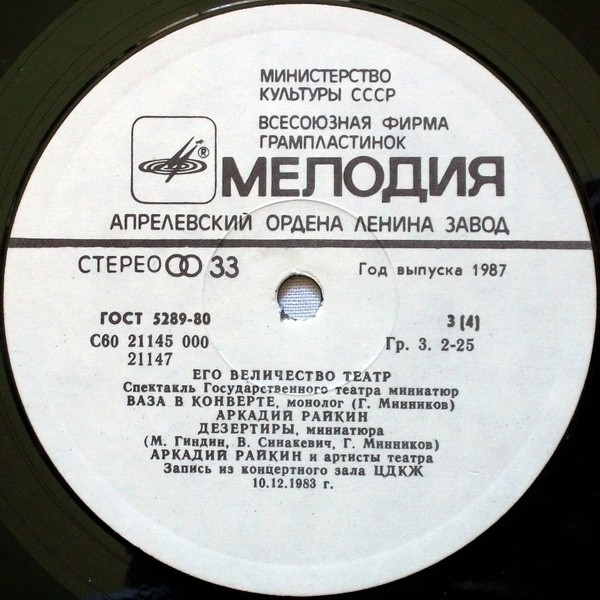 МИНИСТЕРСТВО
КУЛЬТУРЫ СССР
ВСЕСОЮЗНАЯ ФИРМА
ГРАМПЛАСТИНОК
®
МЕЛОДИЯ
АПРЕЛЕВСКИЙ ОРДЕНА ЛЕНИНА ЗАВОД
СТЕРЕО 33 Год выпуска 1987
ГОСТ 5289-80 3 (4)
С60 21145 000 Гр. 3. 2-25
21147
ЕГО ВЕЛИЧЕСТВО ТЕАТР
Спектакль Государственного театра миниатюр
ВАЗА В КОНВЕРТЕ, монолог (Г. Минников)
АРКАДИЙ РАЙКИН
ДЕЗЕРТИРЫ, миниатюра
(М. Гиндин, В. Синакевич, Г. Минников)
АРКАДИЙ РАЙКИН и артисты театра
Запись из концертного зала ЦДКЖ
10.12.1983 г.